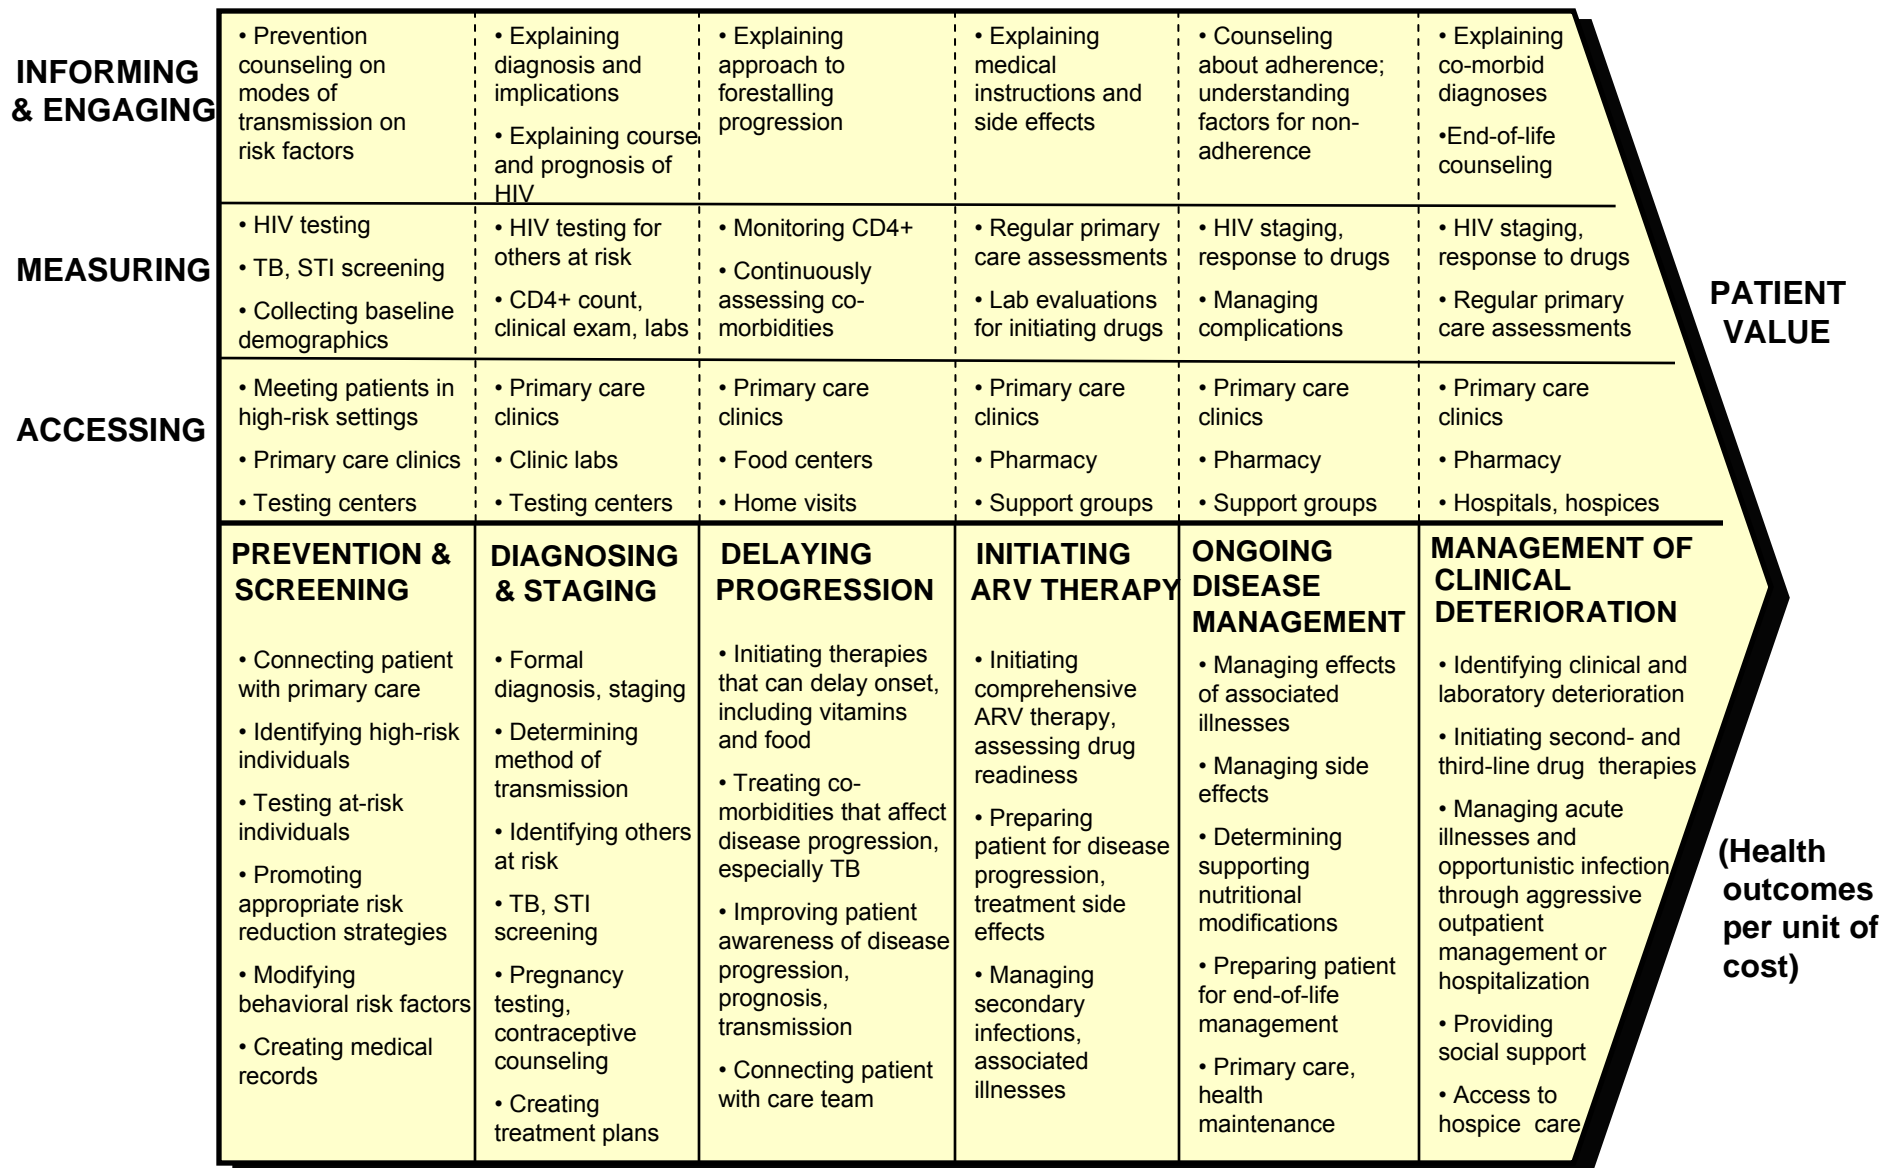 INFORMING
& ENGAGING
• Prevention
counseling on
modes of
transmission on
risk factors
• Explaining
diagnosis and
implications
• Explaining course
and prognosis of
HIV
• Explaining
approach to
forestalling
progression
• Explaining
medical
instructions and
side effects
• Counseling
about adherence;
understanding
factors for non-
adherence
• Explaining
co-morbid
diagnoses
•End-of-life
counseling
MEASURING
• HIV testing
• TB, STI screening
• Collecting baseline
demographics
• HIV testing for
others at risk
• CD4+ count,
clinical exam, labs
• Monitoring CD4+
• Continuously
assessing co-
morbidities
• Regular primary
care assessments
• Lab evaluations
for initiating drugs
• HIV staging,
response to drugs
• Managing
complications
• HIV staging,
response to drugs
• Regular primary
care assessments
ACCESSING
• Meeting patients in
high-risk settings
• Primary care clinics
• Testing centers
• Primary care
clinics
• Clinic labs
• Testing centers
• Primary care
clinics
• Food centers
• Home visits
• Primary care
clinics
• Pharmacy
• Support groups
• Primary care
clinics
• Pharmacy
• Support groups
• Primary care
clinics
• Pharmacy
• Hospitals, hospices
PREVENTION &
SCREENING
• Connecting patient
with primary care
• Identifying high-risk
individuals
• Testing at-risk
individuals
• Promoting
appropriate risk
reduction strategies
• Modifying
behavioral risk factors
• Creating medical
records
DIAGNOSING
& STAGING
• Formal
diagnosis, staging
• Determining
method of
transmission
• Identifying others
at risk
• TB, STI
screening
• Pregnancy
testing,
contraceptive
counseling
• Creating
treatment plans
DELAYING
PROGRESSION
• Initiating therapies
that can delay onset,
including vitamins
and food
• Treating co-
morbidities that affect
disease progression,
especially TB
• Improving patient
awareness of disease
progression,
prognosis,
transmission
• Connecting patient
with care team
INITIATING
ARV THERAPY
• Initiating
comprehensive
ARV therapy,
assessing drug
readiness
• Preparing
patient for disease
progression,
treatment side
effects
• Managing
secondary
infections,
associated
illnesses
ONGOING
DISEASE
MANAGEMENT
• Managing effects
of associated
illnesses
• Managing side
effects
• Determining
supporting
nutritional
modifications
• Preparing patient
for end-of-life
management
• Primary care,
health
maintenance
MANAGEMENT OF
CLINICAL
DETERIORATION
• Identifying clinical and
laboratory deterioration
• Initiating second- and
third-line drug therapies
• Managing acute
illnesses and
opportunistic infection
through aggressive
outpatient
management or
hospitalization
• Providing
social support
• Access to
hospice care
PATIENT
VALUE
(Health
outcomes
per unit of
cost)